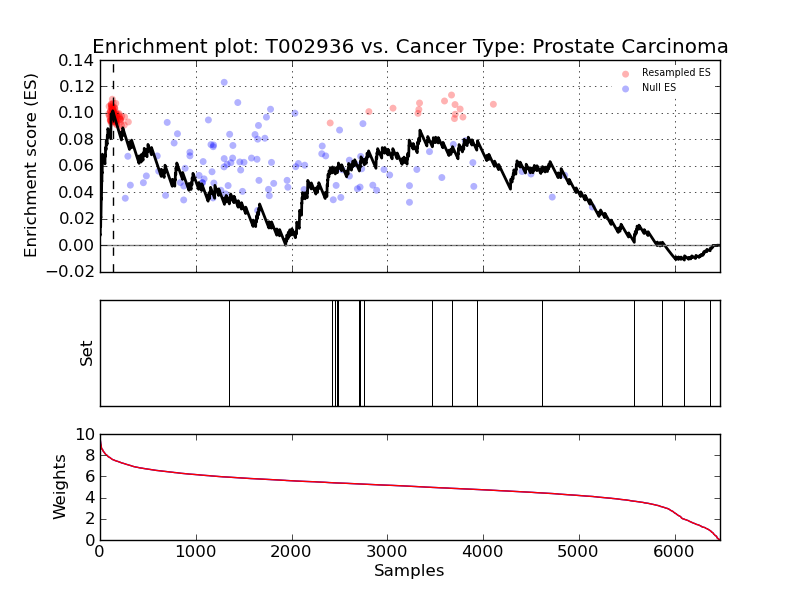 Enrichment plot: T002936 vs. Cancer Type: Prostate Carcinoma
Enrichment score (ES)
0.14
0.12
0.10
0.08
0.06
0.04
0.02
0.00
−0.02
Resampled ES
Null ES
Set
Weights
10
8
6
4
2
0
0 1000 2000 3000 4000 5000 6000
Samples